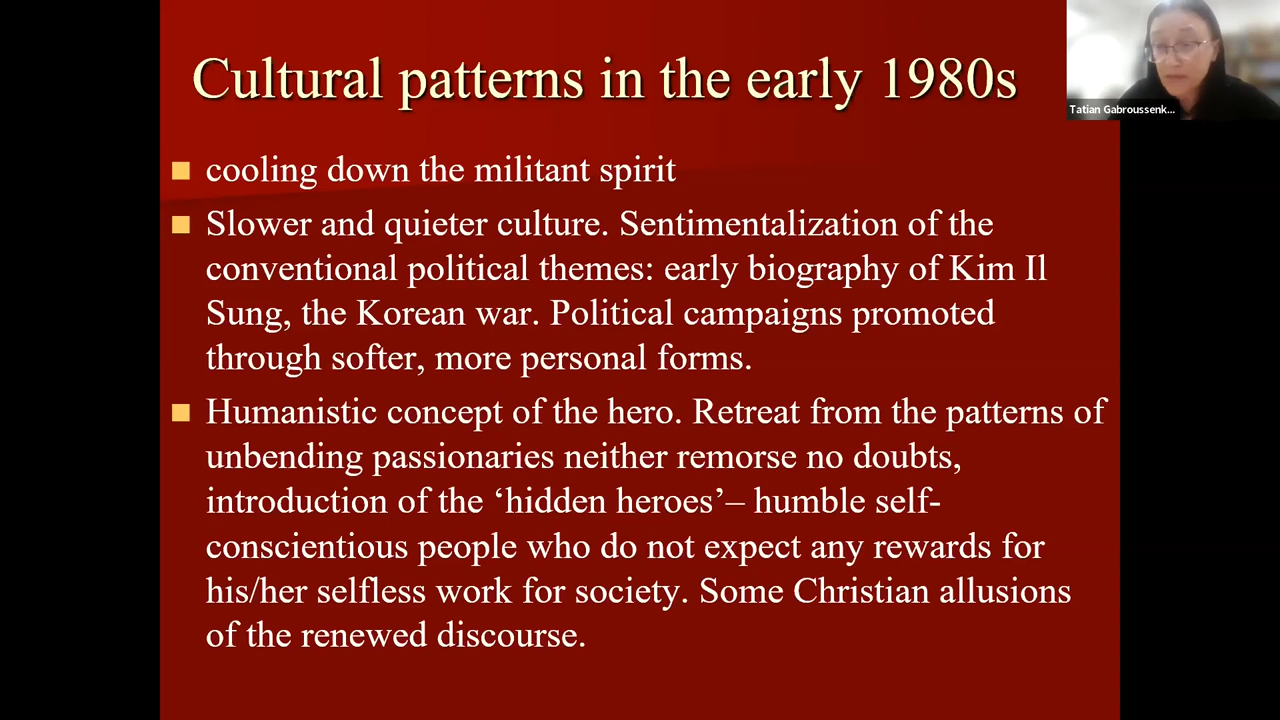 Cultural patterns in the early 1980s
Tatian Gabroussenk...
■ cooling down the militant spirit
■ Slower and quieter culture. Sentimentalization of the
conventional political themes: early biography of Kim Il
Sung, the Korean war. Political campaigns promoted
through softer, more personal forms.
■ Humanistic concept of the hero. Retreat from the patterns of
unbending passionaries neither remorse no doubts,
introduction of the ‘hidden heroes’– humble self-
conscientious people who do not expect any rewards for
his/her selfless work for society. Some Christian allusions
of the renewed discourse.